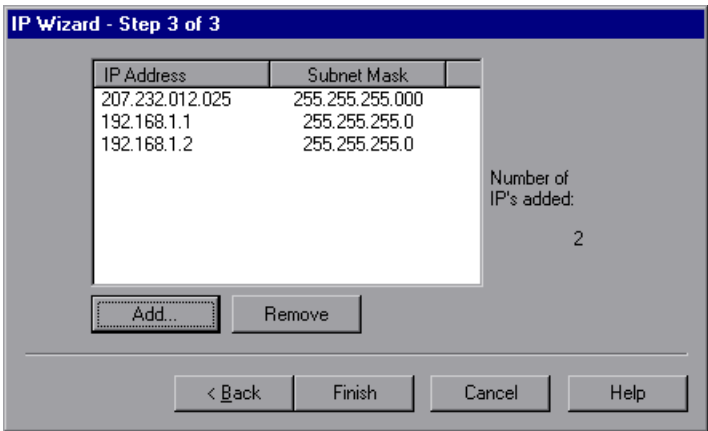 IP Wizard - Step 3 of 3
IP Address Subnet Mask
207.232.012.025 255.255.255.000
192.168.1.1 255.255.255.0
192.168.1.2 255.255.255.0
Number of
IP's added:
2
Add... Remove
< Back Finish Cancel Help